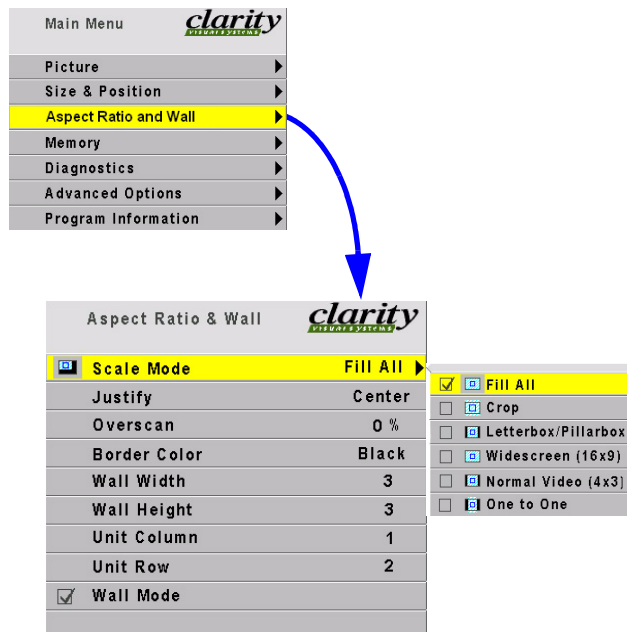 Main Menu clarity
VISUAL SYSTEMS
Picture
Size & Position
Aspect Ratio and Wall
Memory
Diagnostics
Advanced Options
Program Information
Aspect Ratio & Wall clarity
VISUAL SYSTEMS
Scale Mode Fill All
Justify Center
Overscan 0 %
Border Color Black
Wall Width 3
Wall Height 3
Unit Column 1
Unit Row 2
Wall Mode
Fill All
Crop
Letterbox/Pillarbox
Widescreen (16x9)
Normal Video (4x3)
One to One